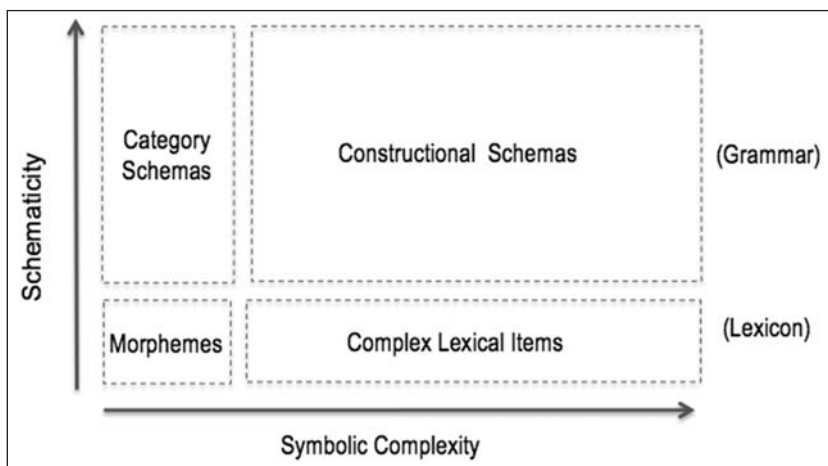 Schematicity
Category
Schemas
Constructional Schemas
(Grammar)
Morphemes
Complex Lexical Items
(Lexicon)
Symbolic Complexity